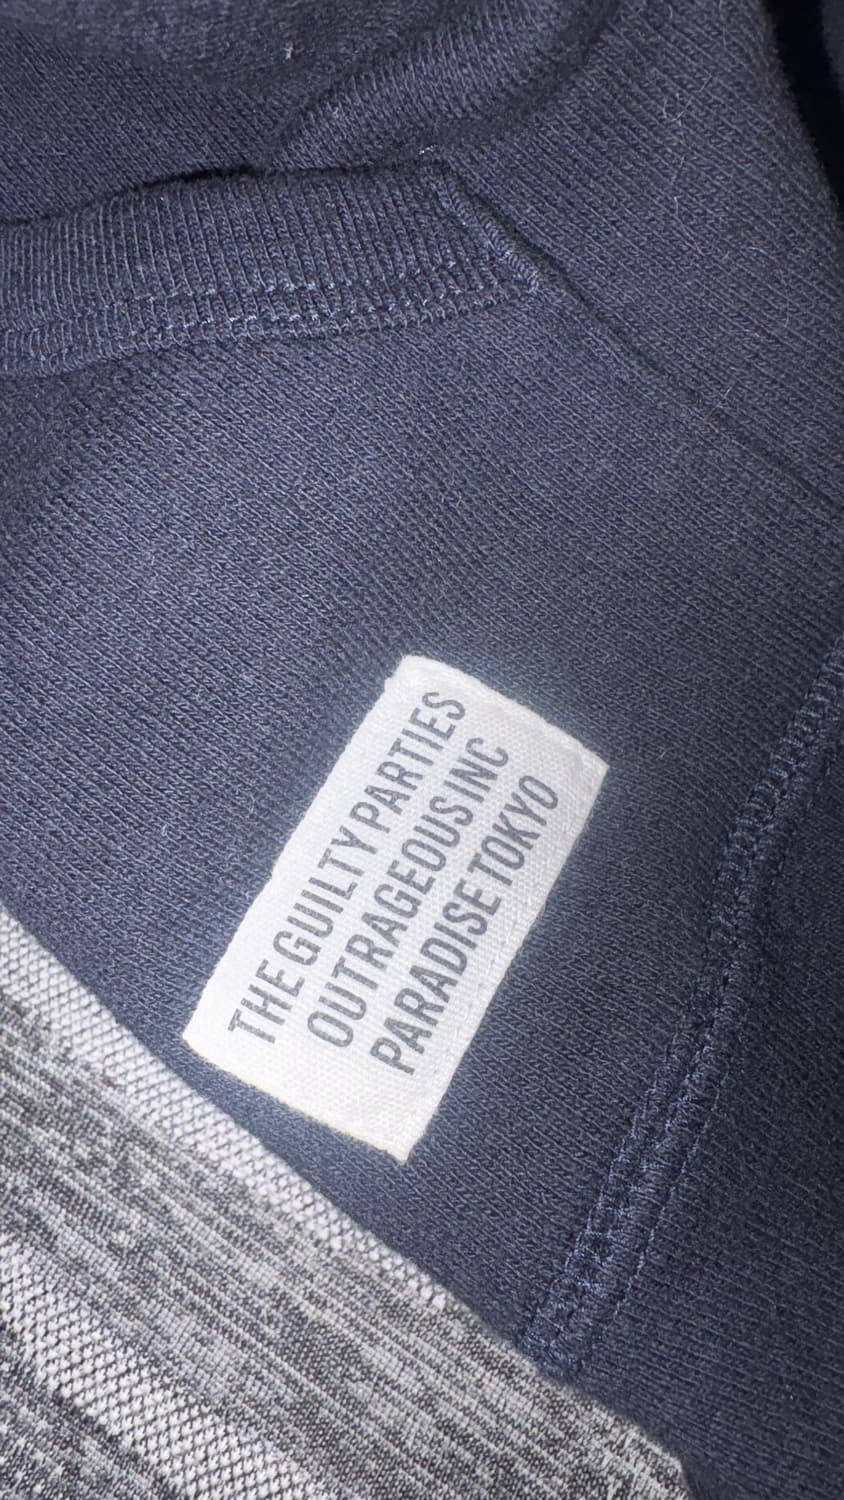 THE GUILTY PARTIES
OUTRAGEOUS INC
PARADISE TOKYO